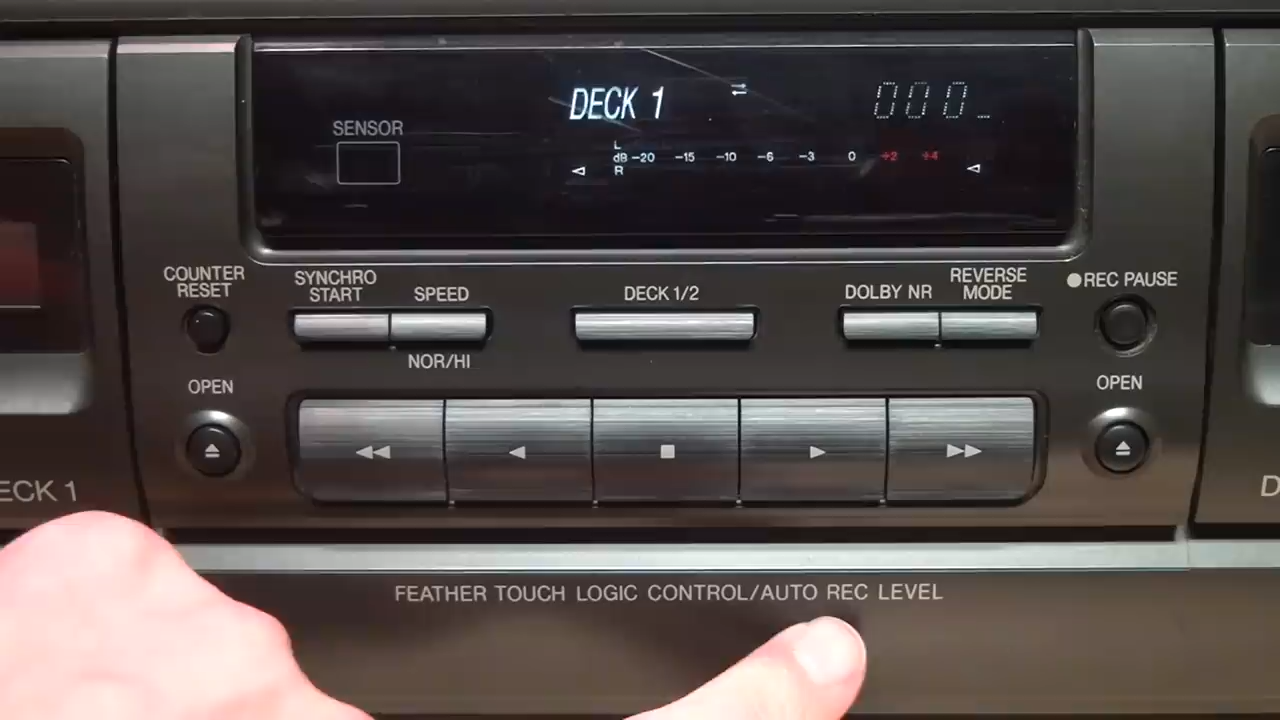 DECK 1
000
SENSOR
L
dB -20 -15 -10 -6 -3 0 +2 +4
R
COUNTER
RESET
SYNCHRO
START
SPEED
NOR/HI
DECK 1/2
DOLBY NR
REVERSE
MODE
REC PAUSE
OPEN
OPEN
ECK 1
D
FEATHER TOUCH LOGIC CONTROL/AUTO REC LEVEL